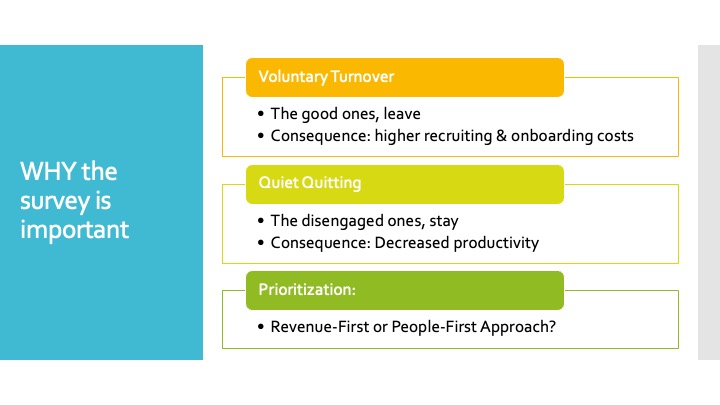 WHY the
survey is
important
Voluntary Turnover
• The good ones, leave
• Consequence: higher recruiting & onboarding costs
Quiet Quitting
• The disengaged ones, stay
• Consequence: Decreased productivity
Prioritization:
• Revenue-First or People-First Approach?